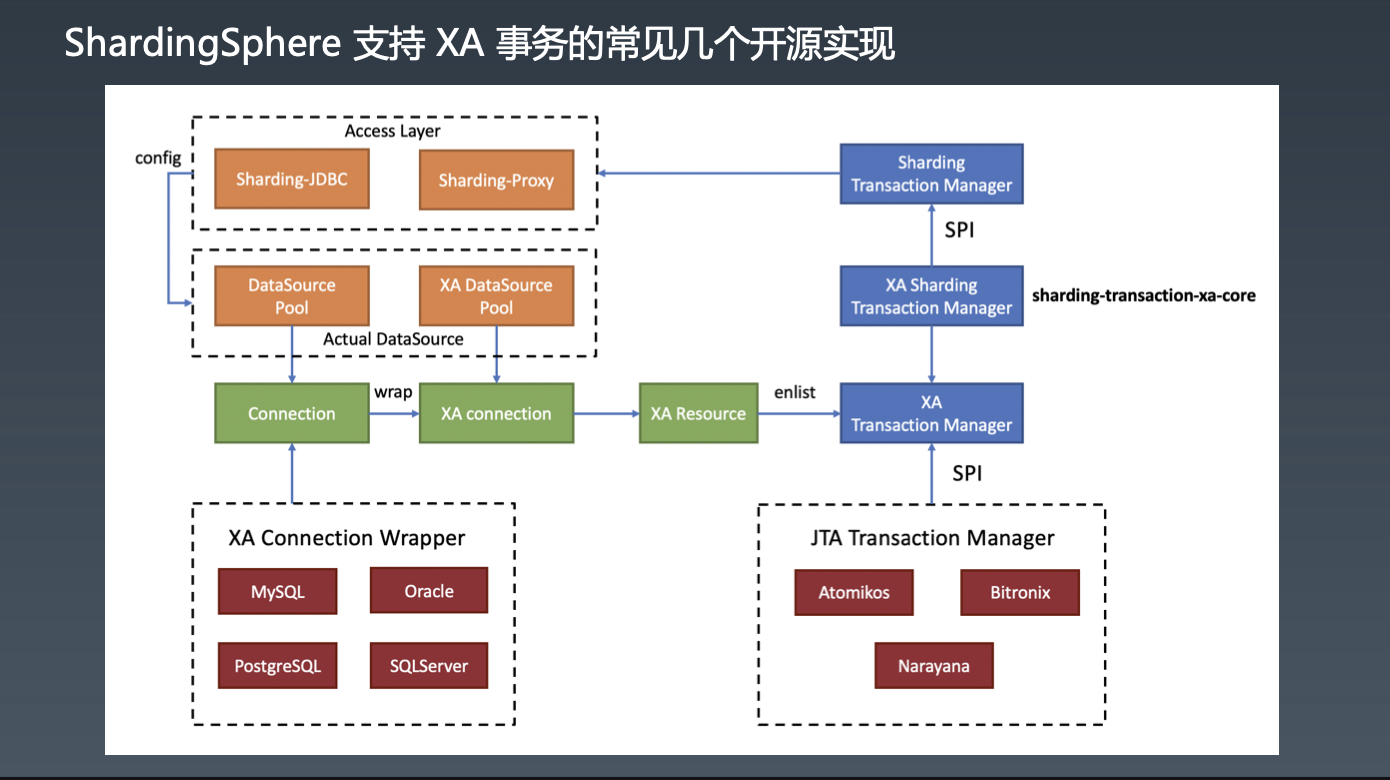 ShardingSphere 支持 XA 事务的常见几个开源实现
Access Layer
config
Sharding-JDBC
Sharding-Proxy
Sharding
Transaction Manager
SPI
DataSource
Pool
XA DataSource
Pool
Actual DataSource
XA Sharding
Transaction Manager
sharding-transaction-xa-core
Connection
wrap
XA connection
XA Resource
enlist
XA
Transaction Manager
SPI
XA Connection Wrapper
MySQL
Oracle
PostgreSQL
SQLServer
JTA Transaction Manager
Atomikos
Bitronix
Narayana